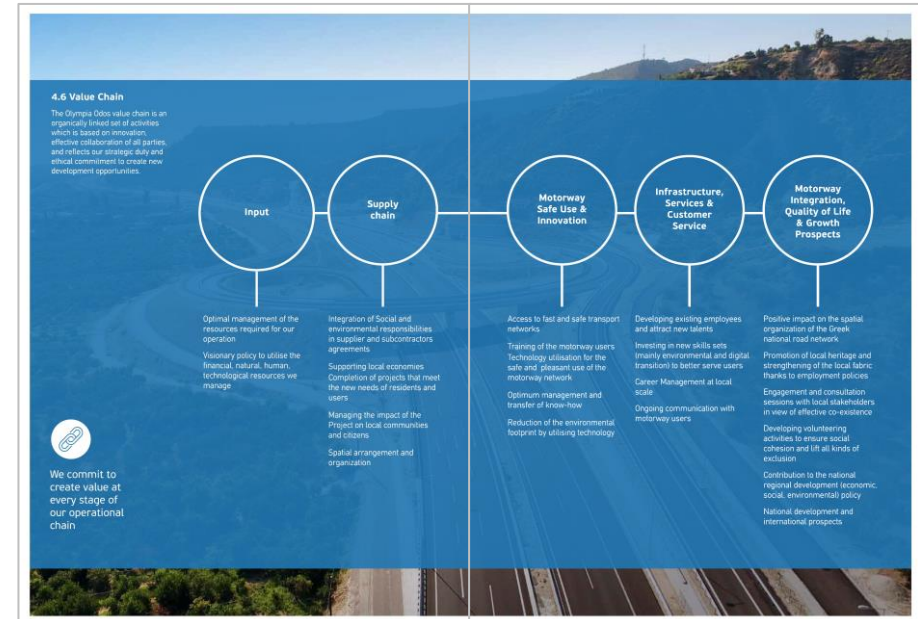 4.6 Value Chain
The Olympia Odos value chain is an
organically linked set of activities
which is based on innovation,
effective collaboration of all parties,
and reflects our strategic duty and
ethical commitment to create new
development opportunities.
Input
Supply
chain
Motorway
Safe Use &
Innovation
Infrastructure,
Services &
Customer
Service
Motorway
Integration,
Quality of Life
& Growth
Prospects
Optimal management of the
resources required for our
operation
Visionary policy to utilise the
financial, natural, human,
technological resources we
manage
Integration of Social and
environmental responsibilities
in supplier and subcontractors
agreements
Supporting local economies
Completion of projects that meet
the new needs of residents and
users
Managing the impact of the
Project on local communities
and citizens
Spatial arrangement and
organization
Access to fast and safe transport
networks
Training of the motorway users
Technology utilisation for the
safe and pleasant use of the
motorway network
Optimum management and
transfer of know-how
Reduction of the environmental
footprint by utilising technology
Developing existing employees
and attract new talents
Investing in new skills sets
(mainly environmental and digital
transition) to better serve users
Career Management at local
scale
Ongoing communication with
motorway users
Positive impact on the spatial
organization of the Greek
national road network
Promotion of local heritage and
strengthening of the local fabric
thanks to employment policies
Engagement and consultation
sessions with local stakeholders
in view of effective co-existence
Developing volunteering
activities to ensure social
cohesion and lift all kinds of
exclusion
Contribution to the national
regional development (economic,
social, environmental) policy
National development and
international prospects
We commit to
create value at
every stage of
our operational
chain